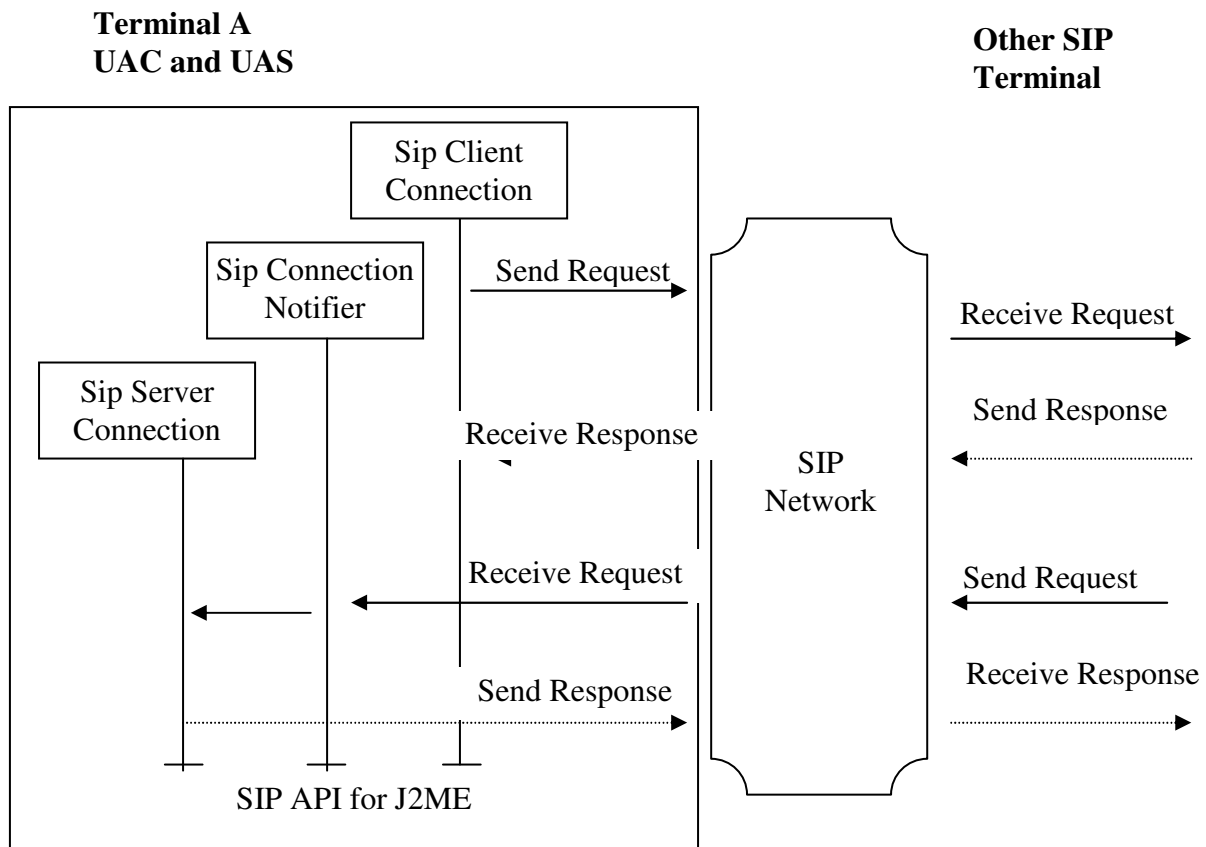 Terminal A
UAC and UAS
Other SIP
Terminal
Sip Client
Connection
Sip Connection
Notifier
Send Request
Receive Request
Sip Server
Connection
Send Response
Receive Response
SIP
Network
Receive Request
Send Request
Send Response
Receive Response
SIP API for J2ME